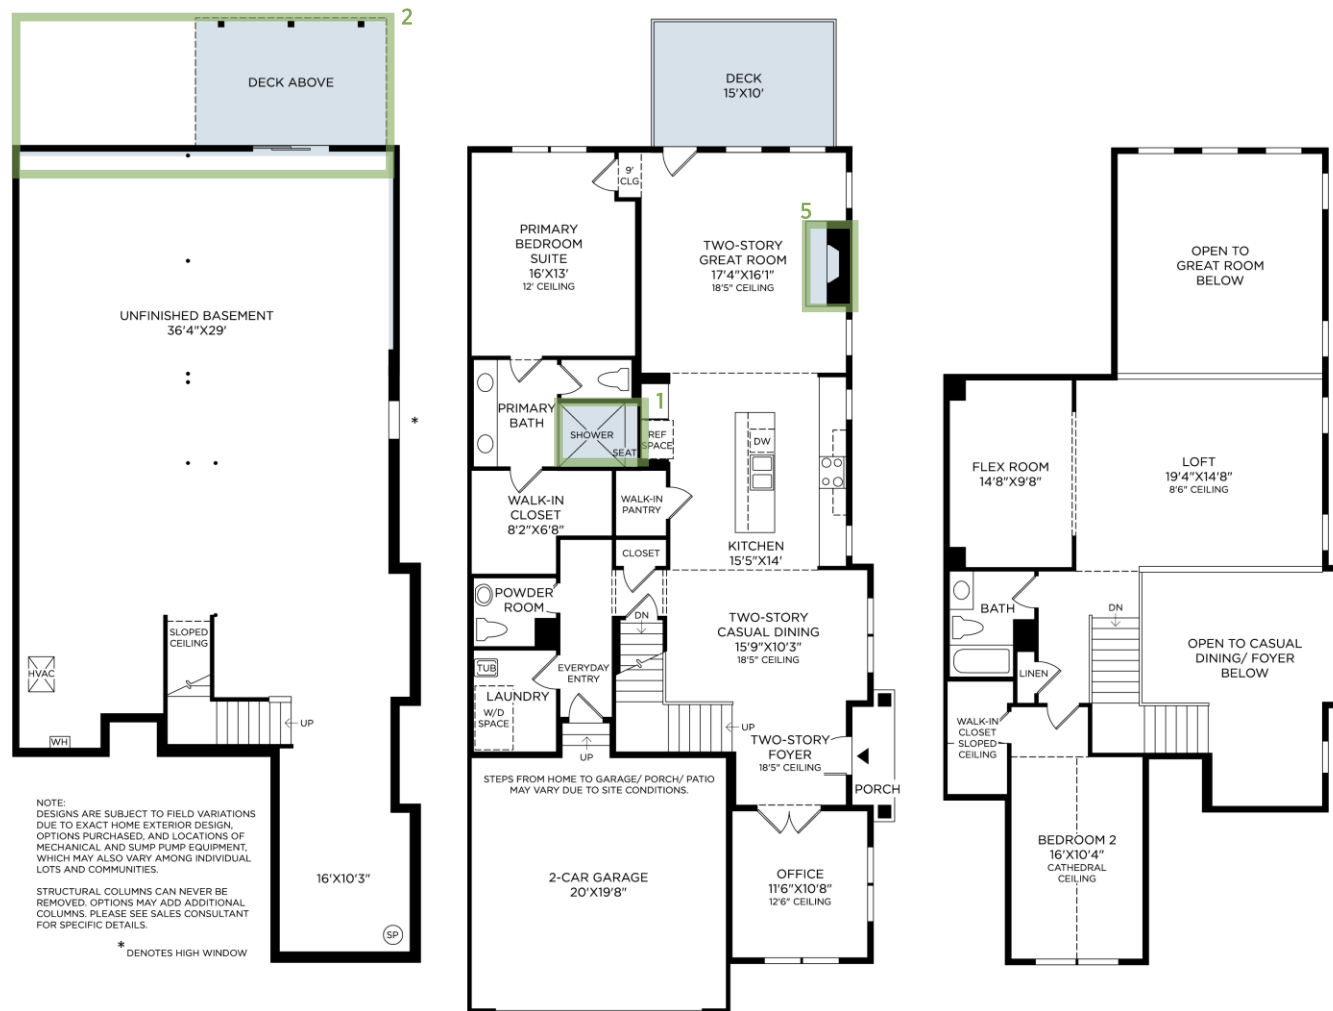 2
DECK ABOVE
UNFINISHED BASEMENT
36'4"X29'
*
SLOPED
CEILING
HVAC
UP
WH
NOTE:
DESIGNS ARE SUBJECT TO FIELD VARIATIONS
DUE TO EXACT HOME EXTERIOR DESIGN,
OPTIONS PURCHASED, AND LOCATIONS OF
MECHANICAL AND SUMP PUMP EQUIPMENT,
WHICH MAY ALSO VARY AMONG INDIVIDUAL
LOTS AND COMMUNITIES.
STRUCTURAL COLUMNS CAN NEVER BE
REMOVED. OPTIONS MAY ADD ADDITIONAL
COLUMNS. PLEASE SEE SALES CONSULTANT
FOR SPECIFIC DETAILS.
* DENOTES HIGH WINDOW
16'X10'3"
SP
DECK
15'X10'
9'
CLG
PRIMARY
BEDROOM
SUITE
16'X13'
12' CEILING
TWO-STORY
GREAT ROOM
17'4"X16'1"
18'5" CEILING
5
PRIMARY
BATH
1
SHOWER
SEAT
REF
SPACE
DW
WALK-IN
CLOSET
8'2"X6'8"
WALK-IN
PANTRY
KITCHEN
15'5"X14'
CLOSET
POWDER
ROOM
DN
TWO-STORY
CASUAL DINING
15'9"X10'3"
18'5" CEILING
TUB
LAUNDRY
W/D
SPACE
EVERYDAY
ENTRY
UP
UP
TWO-STORY
FOYER
18'5" CEILING
PORCH
STEPS FROM HOME TO GARAGE/ PORCH/ PATIO
MAY VARY DUE TO SITE CONDITIONS.
2-CAR GARAGE
20'X19'8"
OFFICE
11'6"X10'8"
12'6" CEILING
OPEN TO
GREAT ROOM
BELOW
FLEX ROOM
14'8"X9'8"
LOFT
19'4"X14'8"
8'6" CEILING
BATH
DN
LINEN
OPEN TO CASUAL
DINING/ FOYER
BELOW
WALK-IN
CLOSET
SLOPED
CEILING
BEDROOM 2
16'X10'4"
CATHEDRAL
CEILING